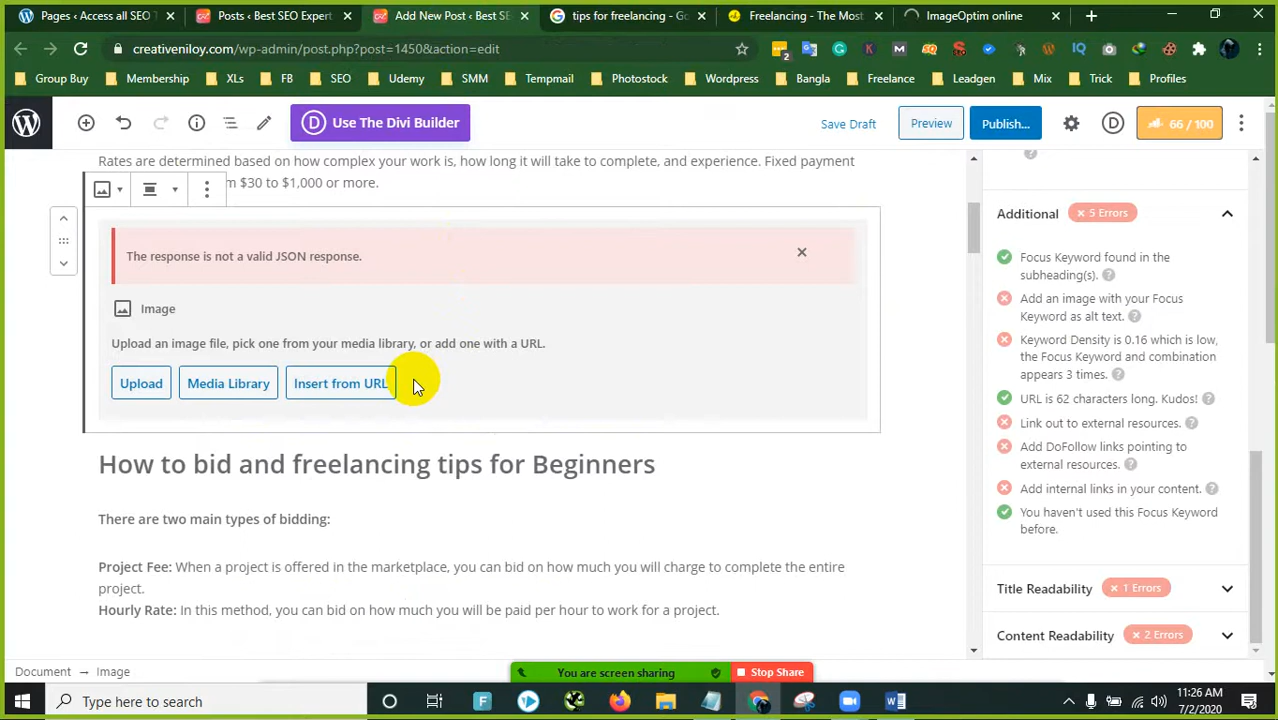 Pages ‹ Access all SEO T
Posts ‹ Best SEO Expert
Add New Post ‹ Best SE
tips for freelancing - Go
Freelancing - The Most
ImageOptim online
creativeniloy.com/wp-admin/post.php?post=1450&action=edit
2
Group Buy
Membership
XLs
FB
SEO
Udemy
SMM
Tempmail
Photostock
Wordpress
Bangla
Freelance
Leadgen
Mix
Trick
Profiles
Use The Divi Builder
Save Draft
Preview
Publish...
66 / 100
Rates are determined based on how complex your work is, how long it will take to complete, and experience. Fixed payment
m $30 to $1,000 or more.
The response is not a valid JSON response.
Image
Upload an image file, pick one from your media library, or add one with a URL.
Upload
Media Library
Insert from URL
How to bid and freelancing tips for Beginners
There are two main types of bidding:
Project Fee: When a project is offered in the marketplace, you can bid on how much you will charge to complete the entire
project.
Hourly Rate: In this method, you can bid on how much you will be paid per hour to work for a project.
Additional
× 5 Errors
Focus Keyword found in the
subheading(s).
Add an image with your Focus
Keyword as alt text.
Keyword Density is 0.16 which is low,
the Focus Keyword and combination
appears 3 times.
URL is 62 characters long. Kudos!
Link out to external resources.
Add DoFollow links pointing to
external resources.
Add internal links in your content.
You haven't used this Focus Keyword
before.
Title Readability
× 1 Errors
Content Readability
× 2 Errors
Document → Image
You are screen sharing
Stop Share
Type here to search
11:26 AM
7/2/2020